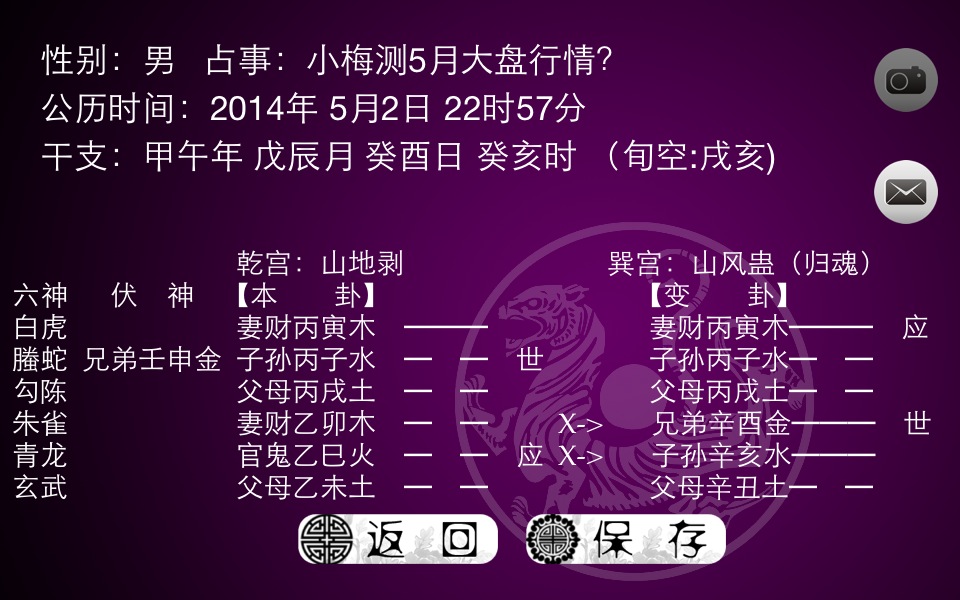 性别：男 占事：小梅测5月大盘行情？
公历时间：2014年 5月2日 22时57分
干支：甲午年 戊辰月 癸酉日 癸亥时 （旬空:戌亥）
乾宫：山地剥 巽宫：山风蛊（归魂）
六神 伏 神 【本 卦】 【变 卦】
白虎 妻财丙寅木 妻财丙寅木 应
螣蛇 兄弟壬申金 子孙丙子水 世 子孙丙子水
勾陈 父母丙戌土 父母丙戌土
朱雀 妻财乙卯木 X-> 兄弟辛酉金 世
青龙 官鬼乙巳火 应 X-> 子孙辛亥水
玄武 父母乙未土 父母辛丑土
返回 保存